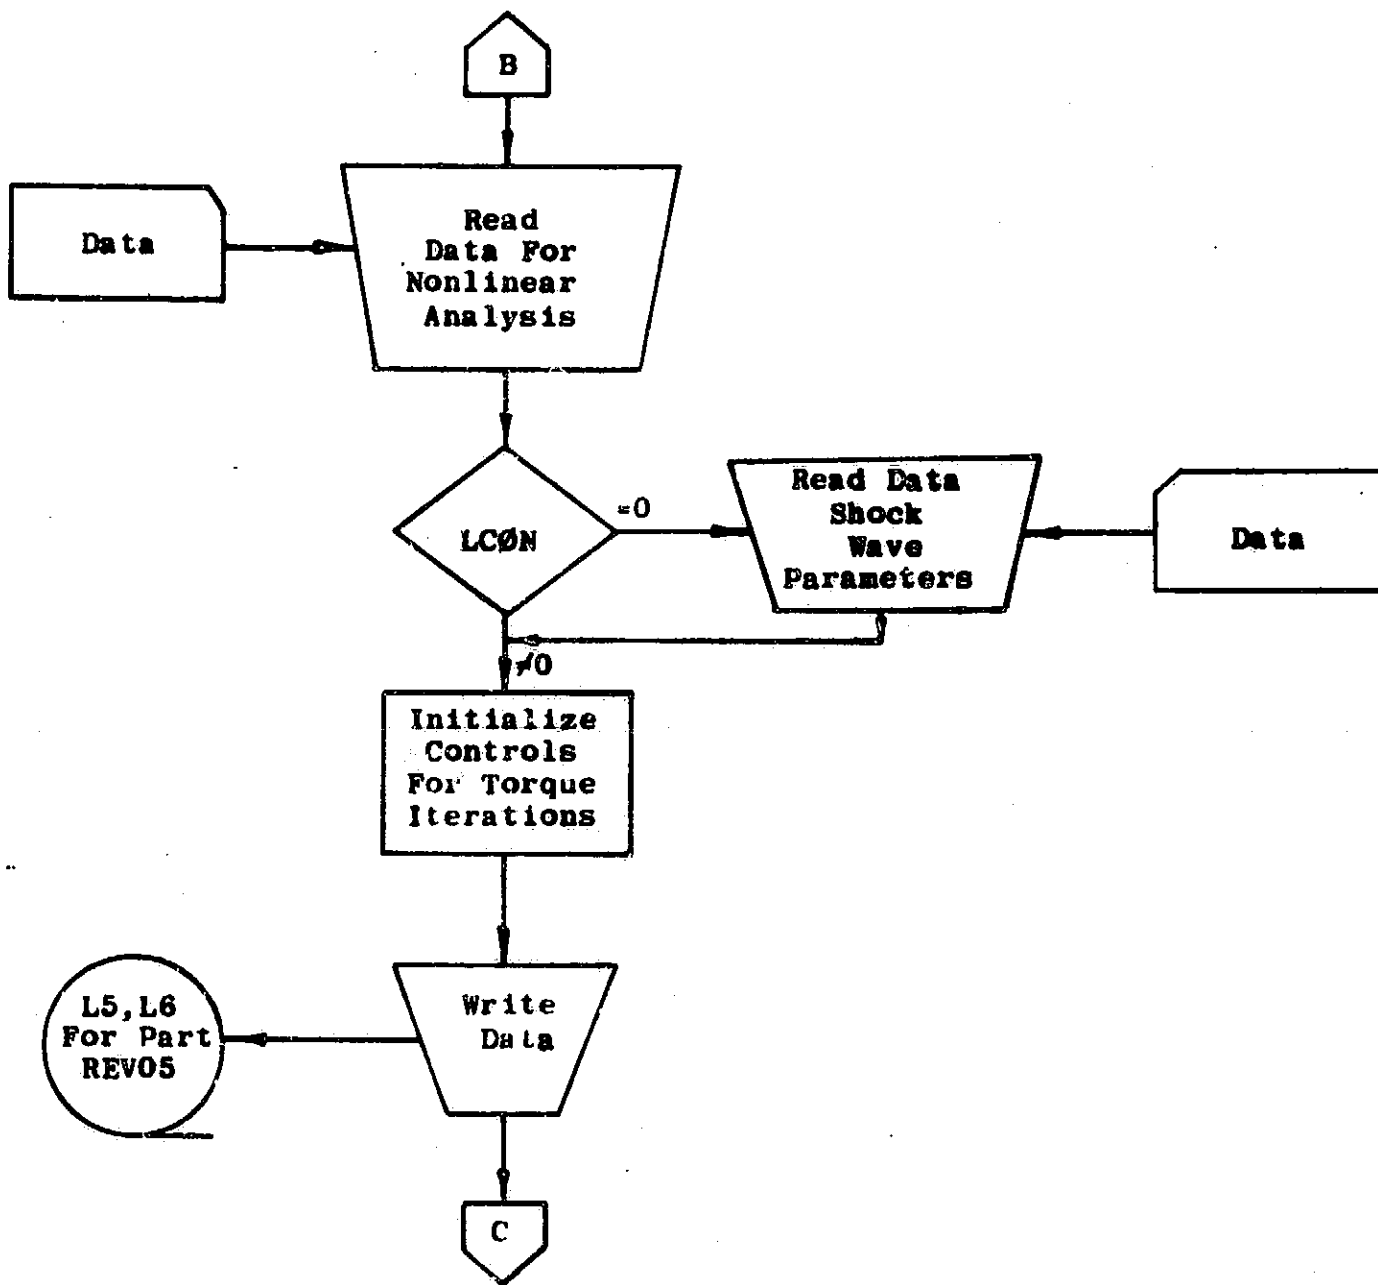 B
Data
Read
Data For
Nonlinear
Analysis
LCØN
=0
Read Data
Shock
Wave
Parameters
Data
≠0
Initialize
Controls
For Torque
Iterations
Write
Data
L5,L6
For Part
REV05
C